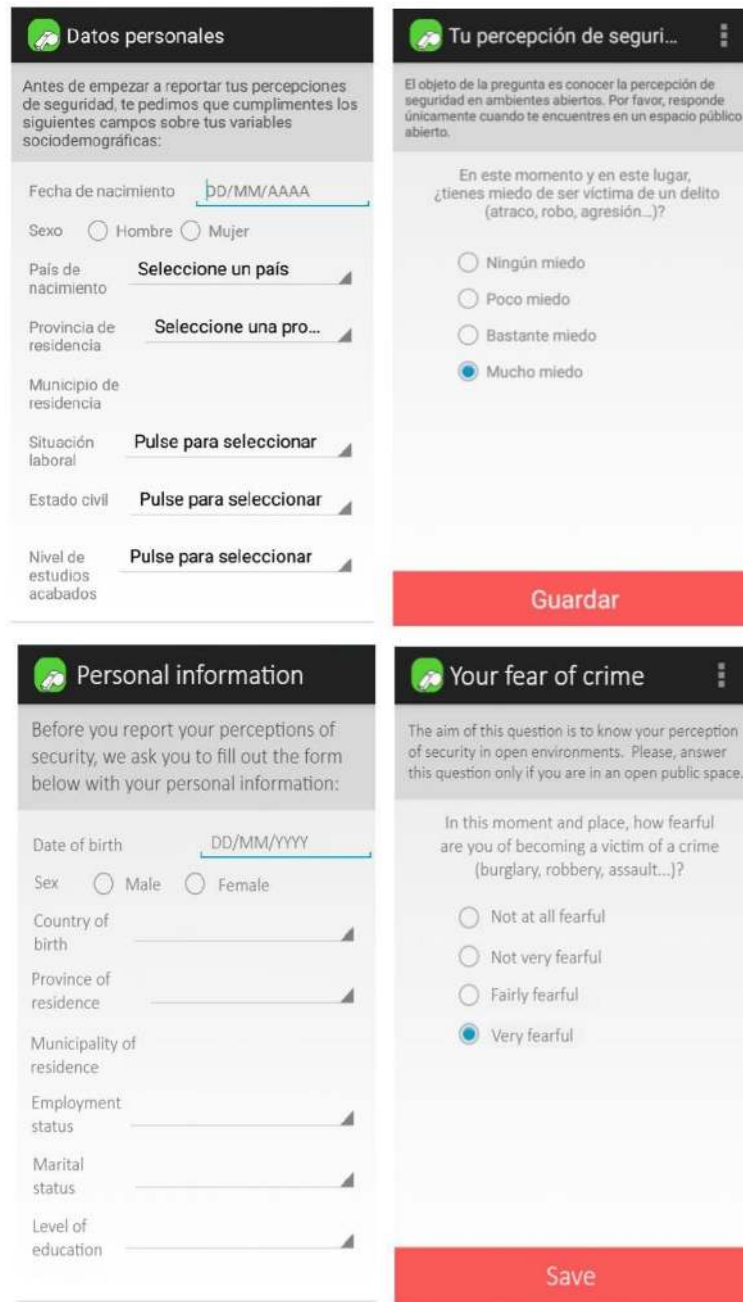 Datos personales
Antes de empezar a reportar tus percepciones
de seguridad, te pedimos que cumplimentes los
siguientes campos sobre tus variables
sociodemográficas:
Fecha de nacimiento DD/MM/AAAA
Sexo Hombre Mujer
País de
nacimiento
Seleccione un país
Provincia de
residencia
Seleccione una pro...
Municipio de
residencia
Situación
laboral
Pulse para seleccionar
Estado civil Pulse para seleccionar
Nivel de
estudios
acabados
Pulse para seleccionar
Tu percepción de seguri...
El objeto de la pregunta es conocer la percepción de
seguridad en ambientes abiertos. Por favor, responde
únicamente cuando te encuentres en un espacio público
abierto.
En este momento y en este lugar,
¿tienes miedo de ser víctima de un delito
(atraco, robo, agresión...)?
Ningún miedo
Poco miedo
Bastante miedo
Mucho miedo
Guardar
Personal information
Before you report your perceptions of
security, we ask you to fill out the form
below with your personal information:
Date of birth DD/MM/YYYY
Sex Male Female
Country of
birth
Province of
residence
Municipality of
residence
Employment
status
Marital
status
Level of
education
Your fear of crime
The aim of this question is to know your perception
of security in open environments. Please, answer
this question only if you are in an open public space.
In this moment and place, how fearful
are you of becoming a victim of a crime
(burglary, robbery, assault...)?
Not at all fearful
Not very fearful
Fairly fearful
Very fearful
Save